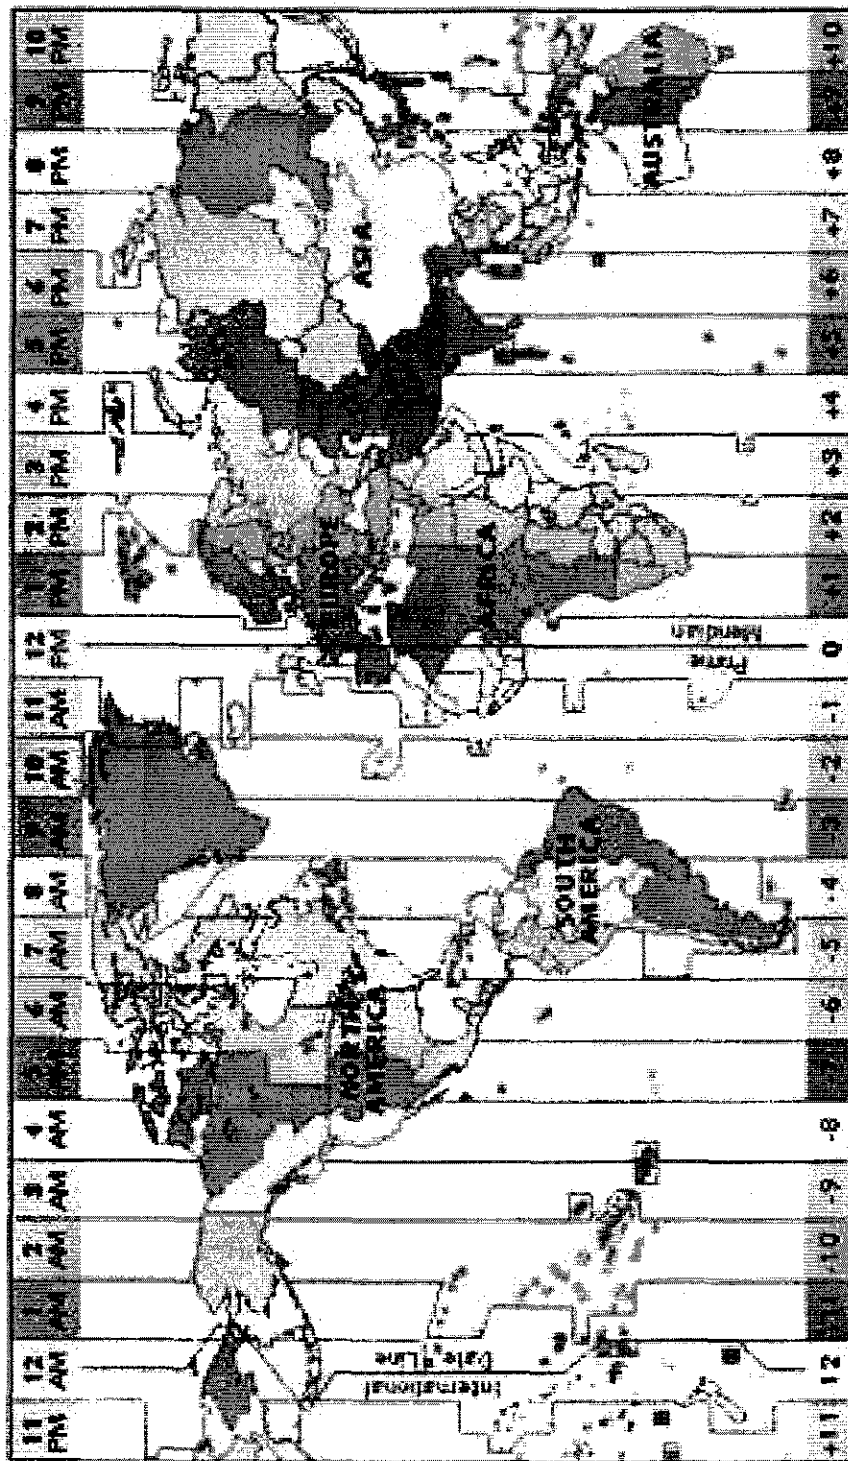 11 PM 12 AM 1 AM 2 AM 3 AM 4 AM 5 6 AM 7 AM 8 AM 9 AM 10 AM 11 AM 12 PM 1 PM 2 PM 3 PM 4 PM 5 PM 6 PM 7 PM 8 PM 9 PM 10 PM
NORTH
AMERICA
EUROPE
ASIA
AFRICA
SOUTH
AMERICA
AUSTRALIA
International
Date Line
Prime
Meridian
+11 12 -11 -10 -9 -8 -7 -6 -5 -4 -3 -2 -1 0 +1 +2 +3 +4 +5 +6 +7 +8 +9 +10